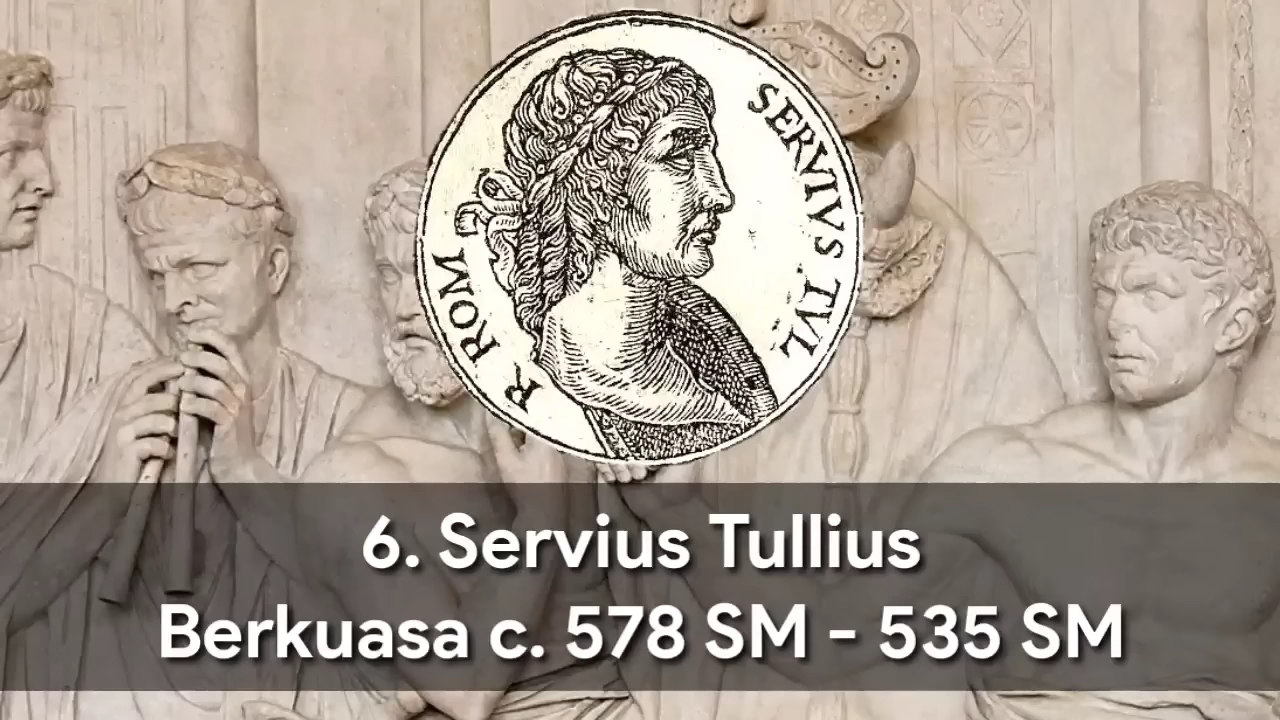 SERVIVS TVL
R ROM
6. Servius Tullius
Berkuasa c. 578 SM - 535 SM